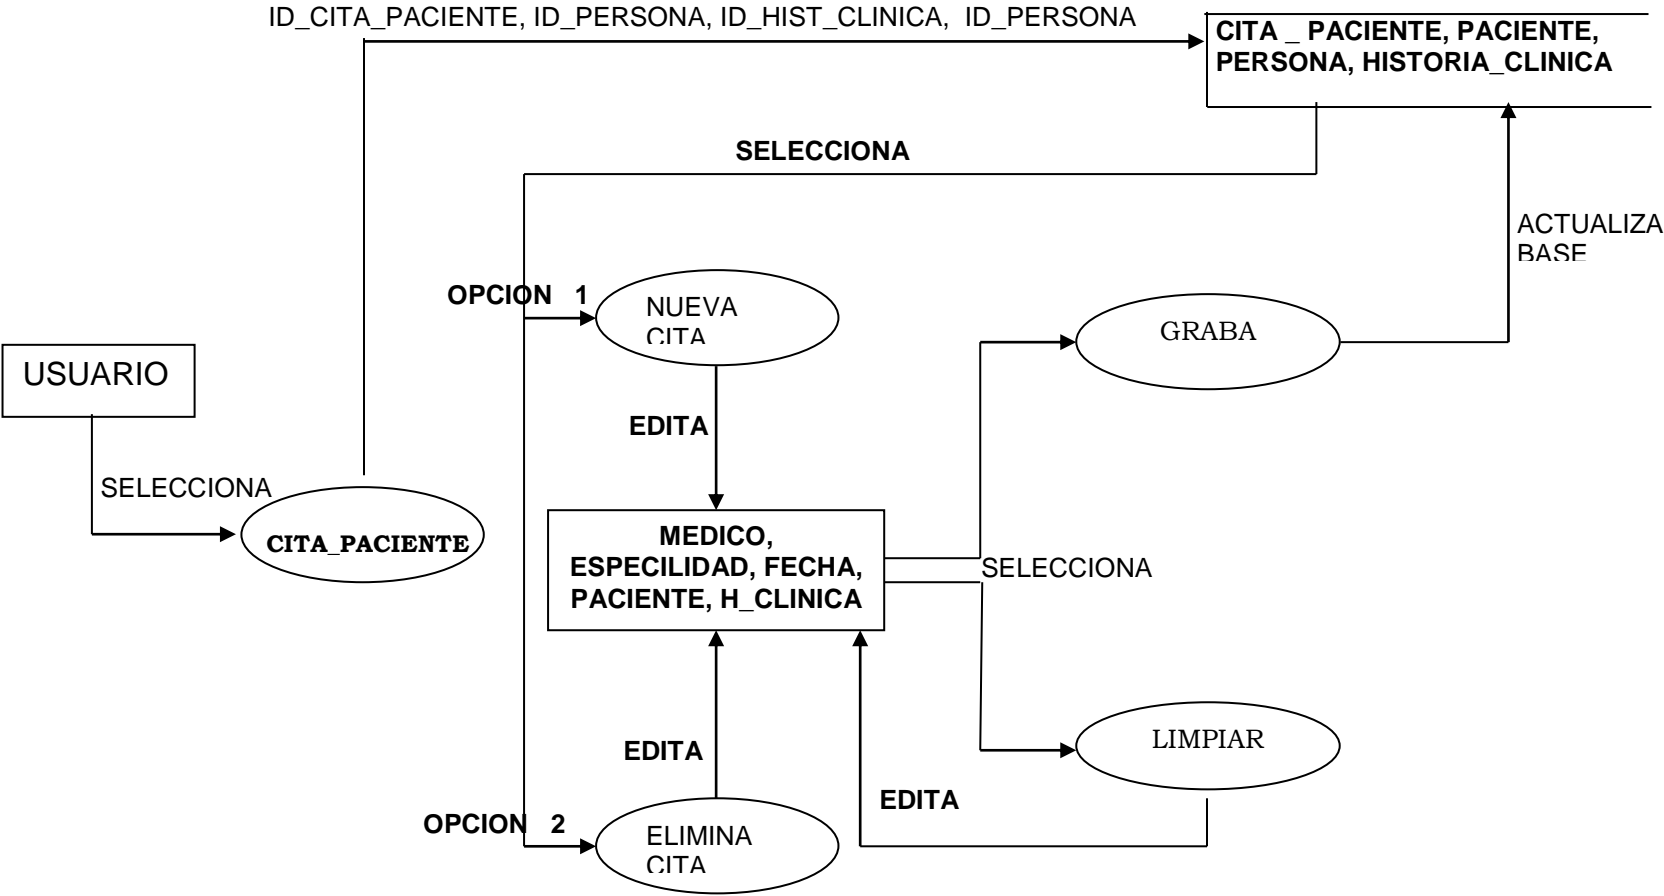 ID_CITA_PACIENTE, ID_PERSONA, ID_HIST_CLINICA, ID_PERSONA
CITA _ PACIENTE, PACIENTE,
PERSONA, HISTORIA_CLINICA
SELECCIONA
ACTUALIZA
BASE
OPCION 1
NUEVA
CITA
GRABA
USUARIO
EDITA
SELECCIONA
CITA_PACIENTE
MEDICO,
ESPECILIDAD, FECHA,
PACIENTE, H_CLINICA
SELECCIONA
LIMPIAR
EDITA
EDITA
OPCION 2
ELIMINA
CITA